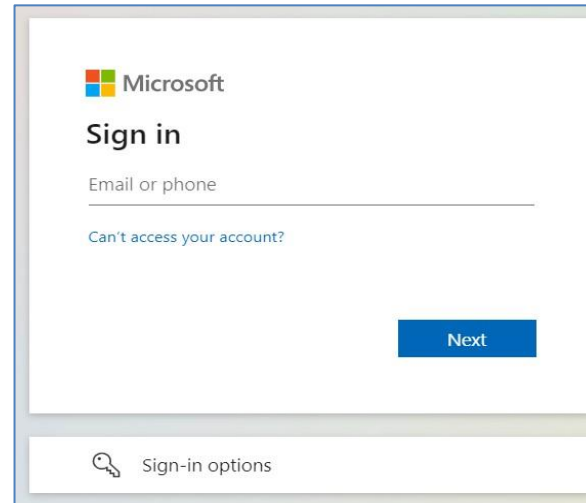 Microsoft
Sign in
Email or phone
Can't access your account?
Next
Sign-in options